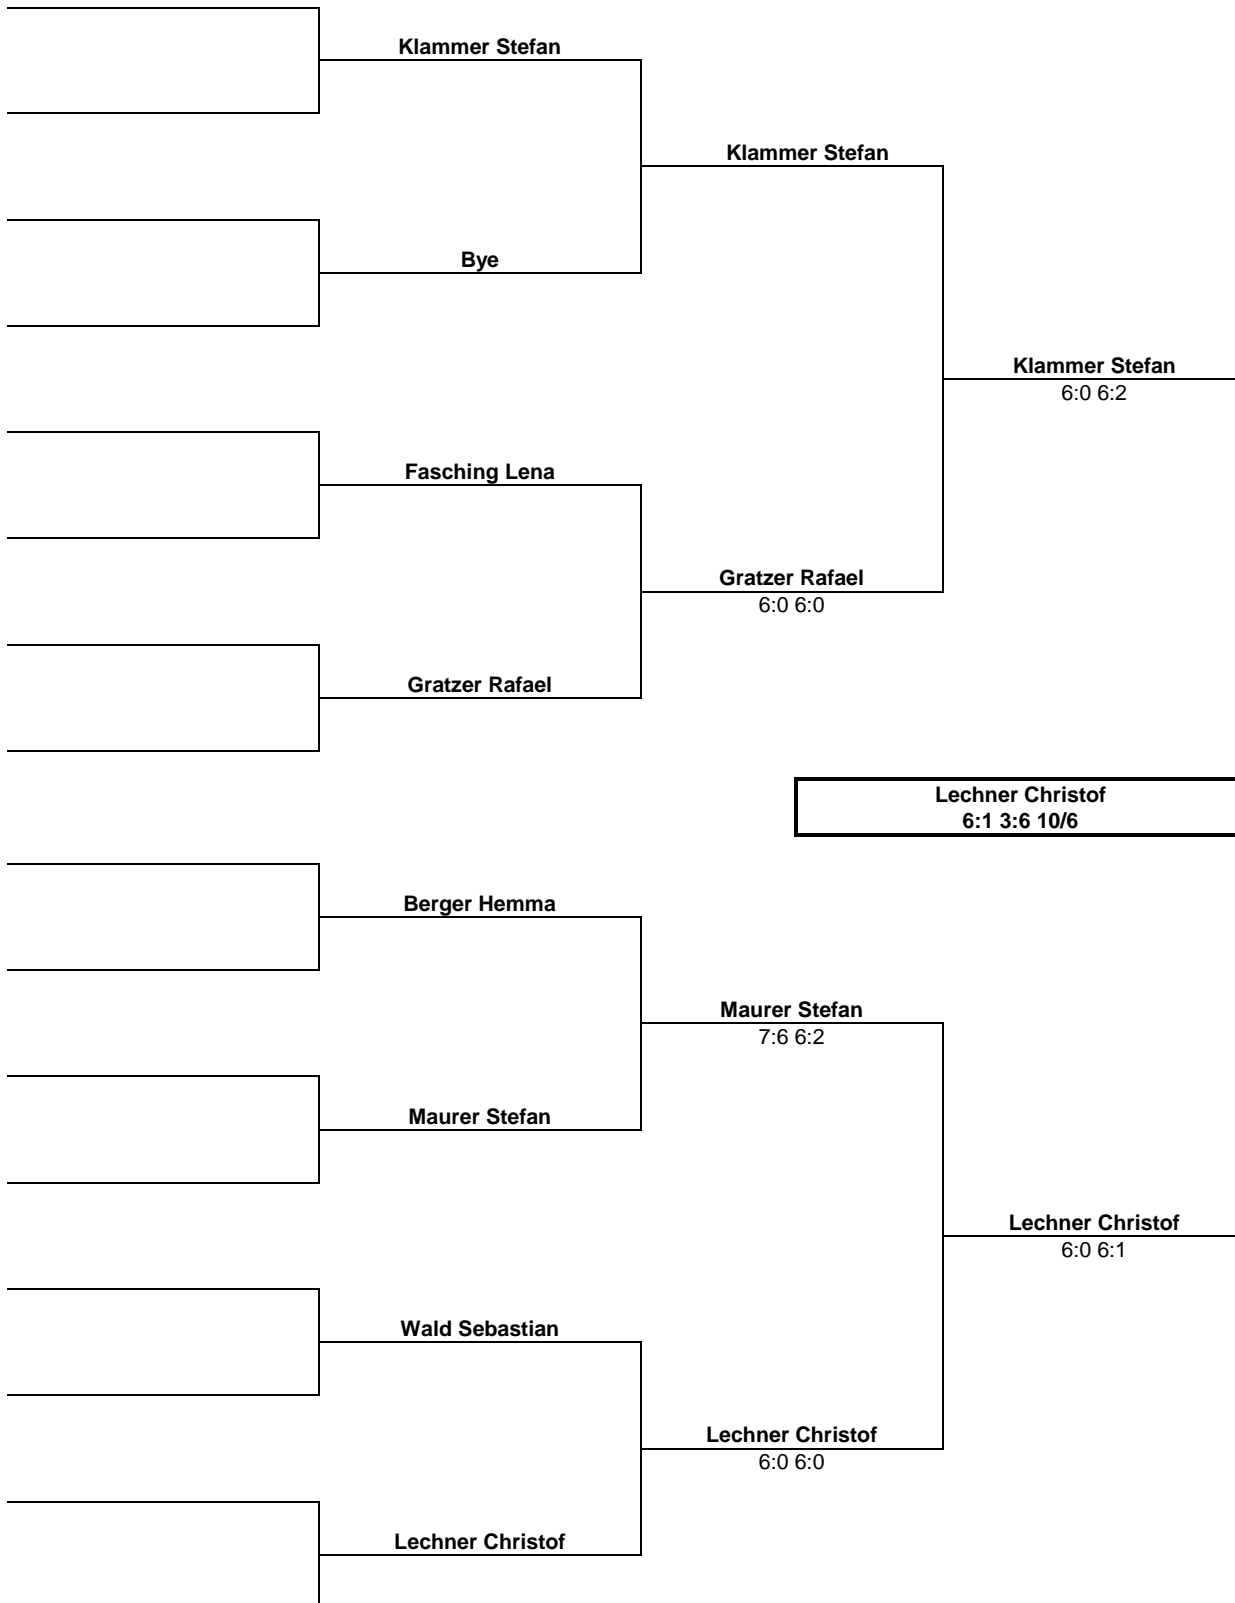 Klammer Stefan
Klammer Stefan
Bye
Klammer Stefan
6:0 6:2
Fasching Lena
Gratzer Rafael
6:0 6:0
Gratzer Rafael
Lechner Christof
6:1 3:6 10/6
Berger Hemma
Maurer Stefan
7:6 6:2
Maurer Stefan
Lechner Christof
6:0 6:1
Wald Sebastian
Lechner Christof
6:0 6:0
Lechner Christof